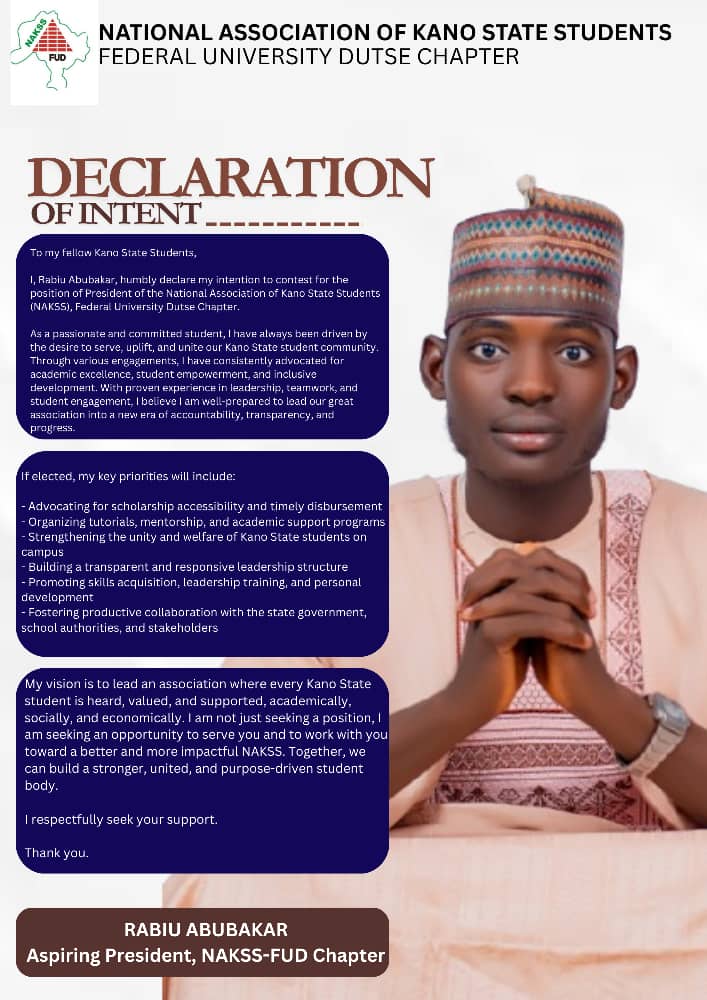 NAKSS
FUD
NATIONAL ASSOCIATION OF KANO STATE STUDENTS
FEDERAL UNIVERSITY DUTSE CHAPTER
DECLARATION
OF INTENT___________
To my fellow Kano State Students,
I, Rabiu Abubakar, humbly declare my intention to contest for the
position of President of the National Association of Kano State Students
(NAKSS), Federal University Dutse Chapter.
As a passionate and committed student, I have always been driven by
the desire to serve, uplift, and unite our Kano State student community.
Through various engagements, I have consistently advocated for
academic excellence, student empowerment, and inclusive
development. With proven experience in leadership, teamwork, and
student engagement, I believe I am well-prepared to lead our great
association into a new era of accountability, transparency, and
progress.
If elected, my key priorities will include:
- Advocating for scholarship accessibility and timely disbursement
- Organizing tutorials, mentorship, and academic support programs
- Strengthening the unity and welfare of Kano State students on
campus
- Building a transparent and responsive leadership structure
- Promoting skills acquisition, leadership training, and personal
development
- Fostering productive collaboration with the state government,
school authorities, and stakeholders
My vision is to lead an association where every Kano State
student is heard, valued, and supported, academically,
socially, and economically. I am not just seeking a position, I
am seeking an opportunity to serve you and to work with you
toward a better and more impactful NAKSS. Together, we
can build a stronger, united, and purpose-driven student
body.
I respectfully seek your support.
Thank you.
RABIU ABUBAKAR
Aspiring President, NAKSS-FUD Chapter